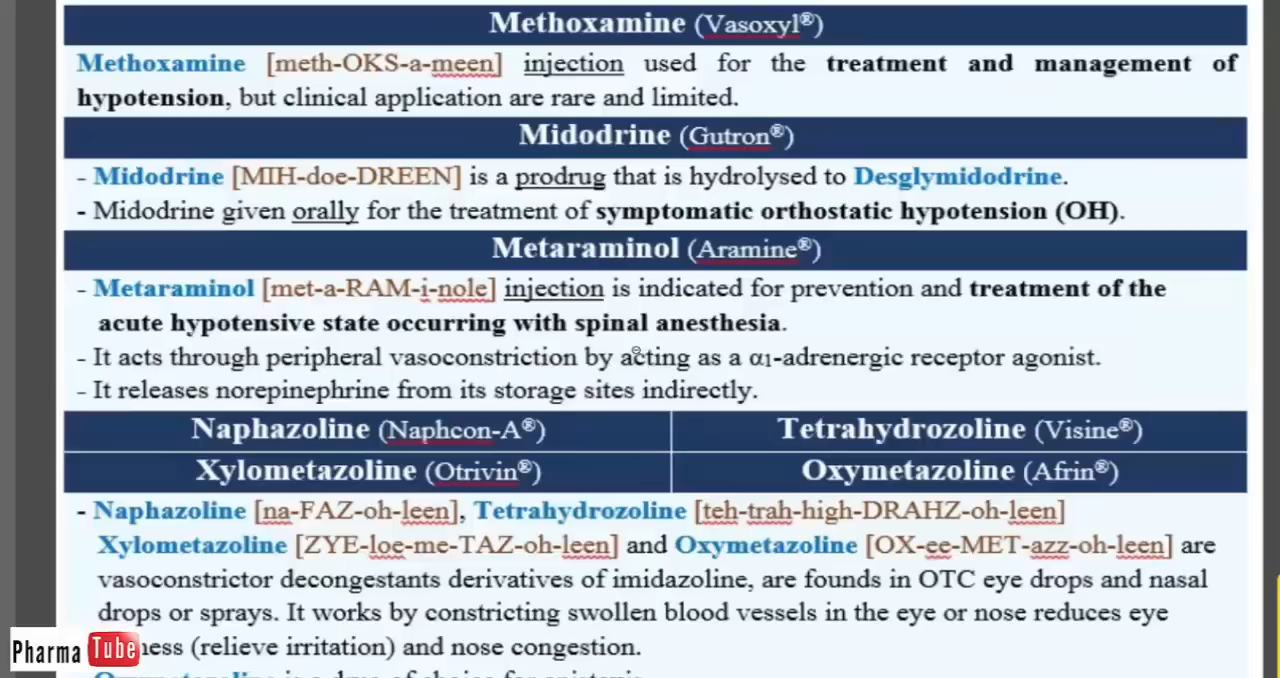 Methoxamine (Vasoxyl®)
Methoxamine [meth-OKS-a-meen] injection used for the treatment and management of
hypotension, but clinical application are rare and limited.
Midodrine (Gutron®)
- Midodrine [MIH-doe-DREEN] is a prodrug that is hydrolysed to Desglymidodrine.
- Midodrine given orally for the treatment of symptomatic orthostatic hypotension (OH).
Metaraminol (Aramine®)
- Metaraminol [met-a-RAM-i-nole] injection is indicated for prevention and treatment of the
acute hypotensive state occurring with spinal anesthesia.
- It acts through peripheral vasoconstriction by acting as a α1-adrenergic receptor agonist.
- It releases norepinephrine from its storage sites indirectly.
Naphazoline (Naphcon-A®) Tetrahydrozoline (Visine®)
Xylometazoline (Otrivin®) Oxymetazoline (Afrin®)
- Naphazoline [na-FAZ-oh-leen], Tetrahydrozoline [teh-trah-high-DRAHZ-oh-leen]
Xylometazoline [ZYE-loe-me-TAZ-oh-leen] and Oxymetazoline [OX-ee-MET-azz-oh-leen] are
vasoconstrictor decongestants derivatives of imidazoline, are founds in OTC eye drops and nasal
drops or sprays. It works by constricting swollen blood vessels in the eye or nose reduces eye
ness (relieve irritation) and nose congestion.
Pharma Tube